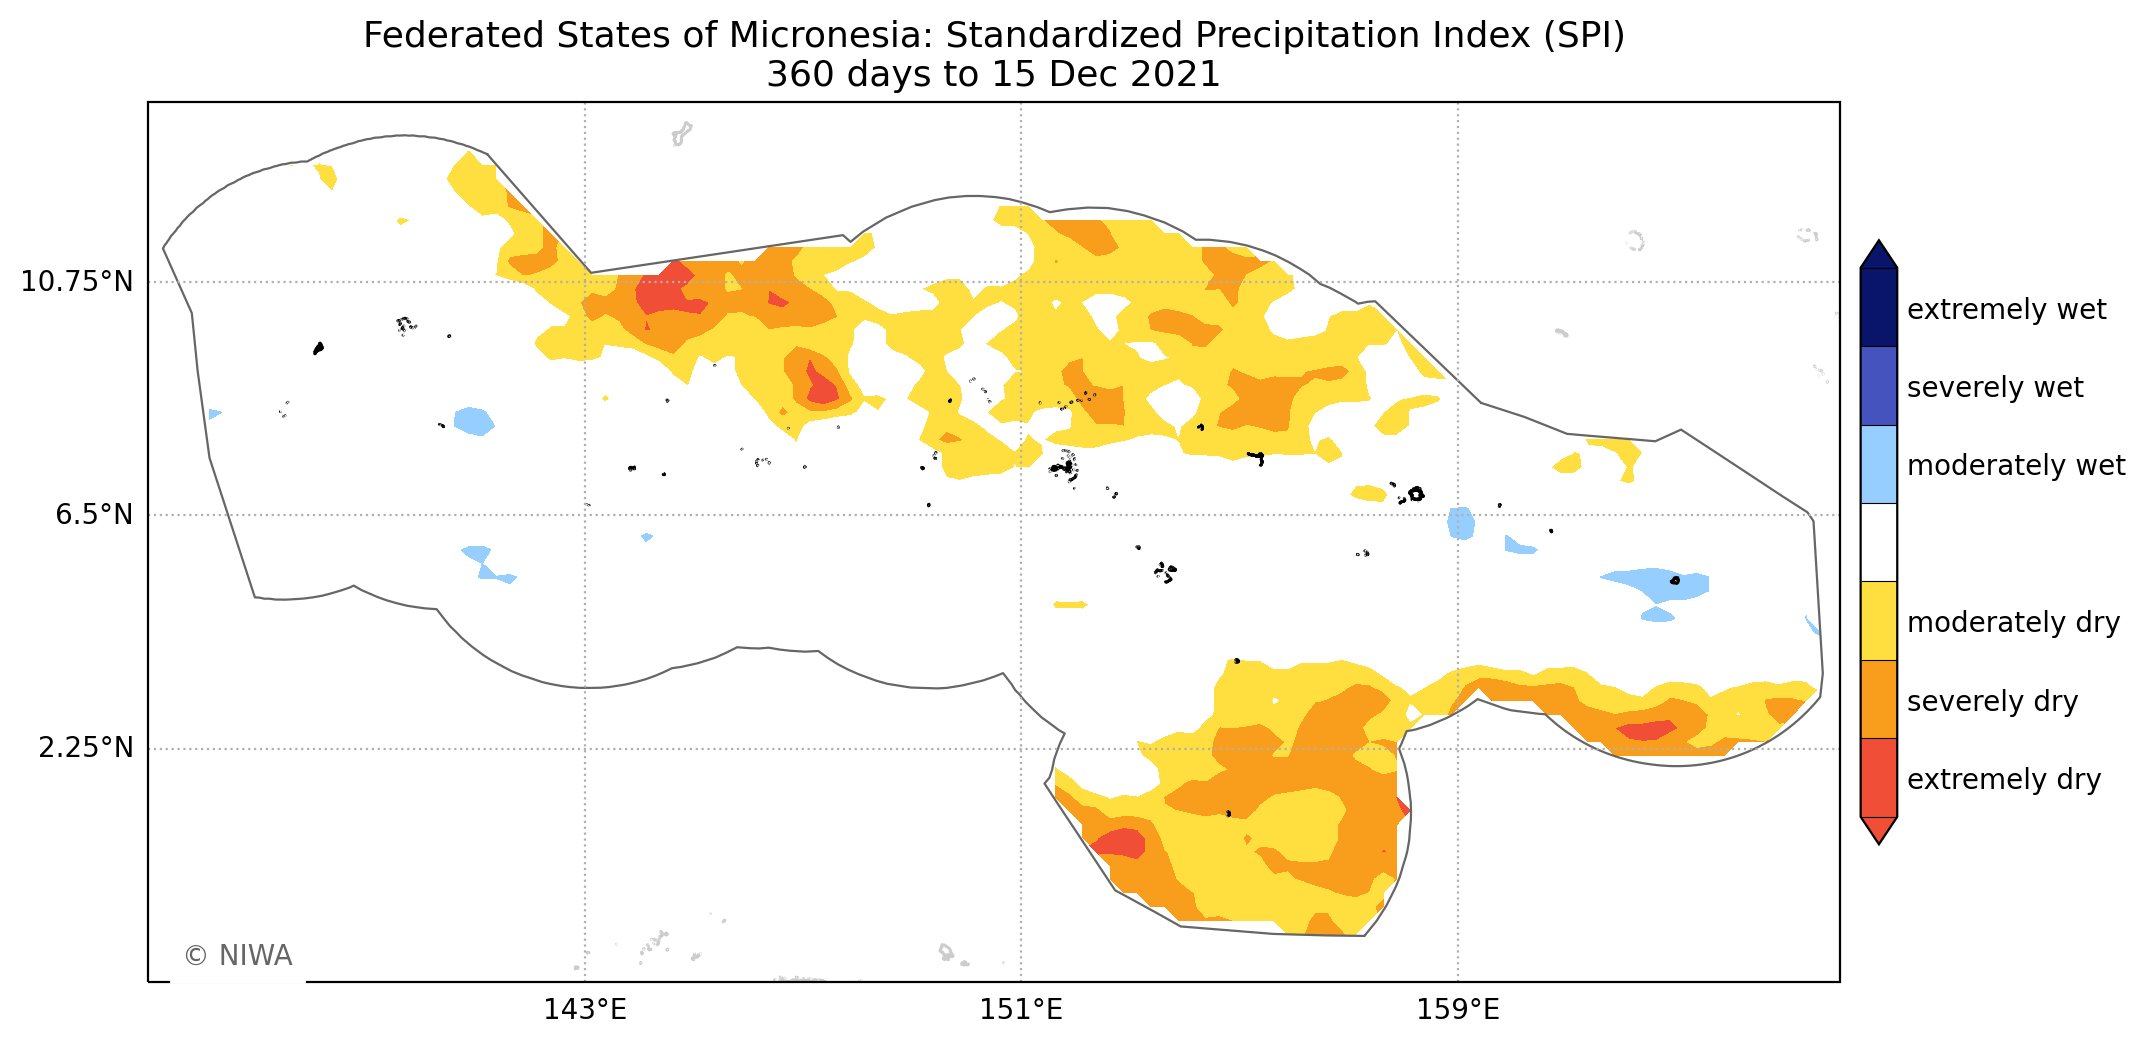 Federated States of Micronesia: Standardized Precipitation Index (SPI)
360 days to 15 Dec 2021
10.75°N
6.5°N
2.25°N
143°E
151°E
159°E
© NIWA
extremely wet
severely wet
moderately wet
moderately dry
severely dry
extremely dry